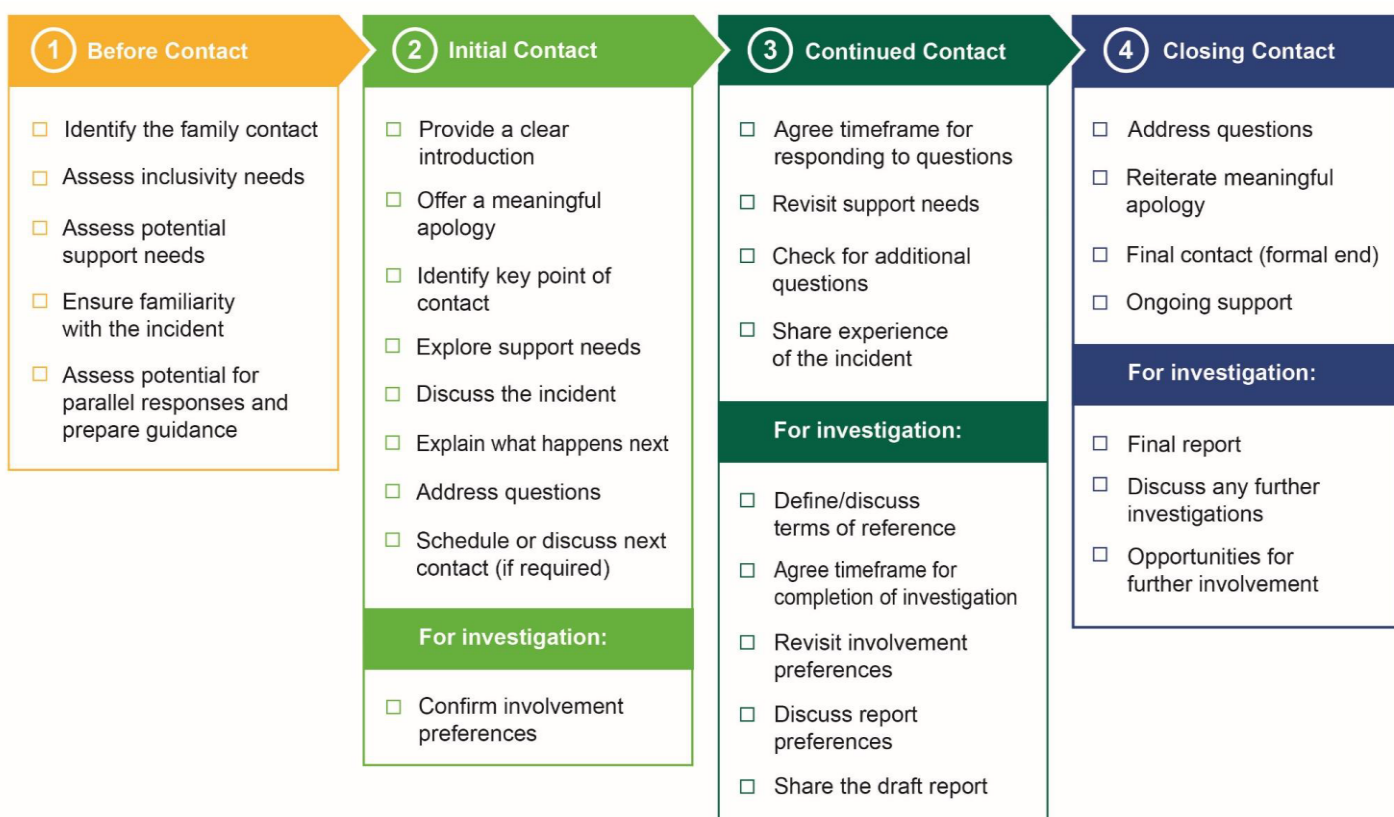 1 Before Contact
Identify the family contact
Assess inclusivity needs
Assess potential
support needs
Ensure familiarity
with the incident
Assess potential for
parallel responses and
prepare guidance
2 Initial Contact
Provide a clear
introduction
Offer a meaningful
apology
Identify key point of
contact
Explore support needs
Discuss the incident
Explain what happens next
Address questions
Schedule or discuss next
contact (if required)
For investigation:
Confirm involvement
preferences
3 Continued Contact
Agree timeframe for
responding to questions
Revisit support needs
Check for additional
questions
Share experience
of the incident
For investigation:
Define/discuss
terms of reference
Agree timeframe for
completion of investigation
Revisit involvement
preferences
Discuss report
preferences
Share the draft report
4 Closing Contact
Address questions
Reiterate meaningful
apology
Final contact (formal end)
Ongoing support
For investigation:
Final report
Discuss any further
investigations
Opportunities for
further involvement